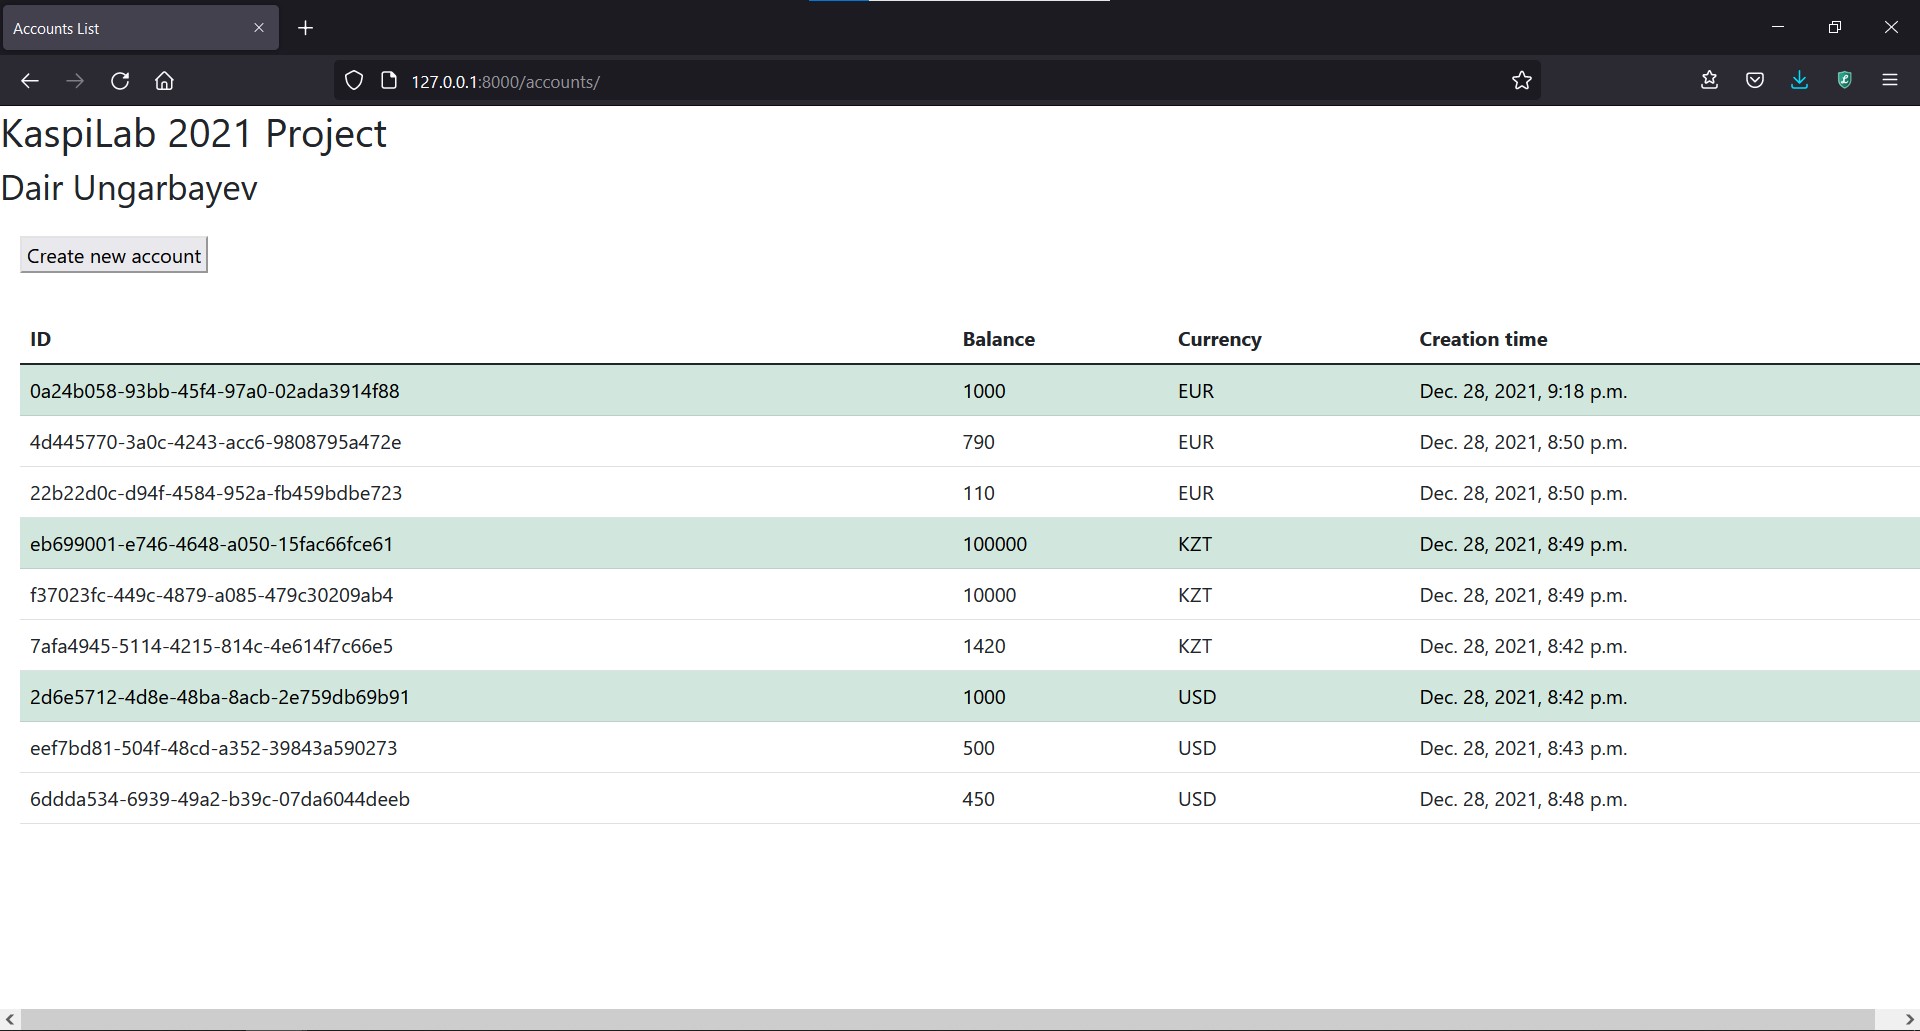 Accounts List
127.0.0.1:8000/accounts/
KaspiLab 2021 Project
Dair Ungarbayev
Create new account
ID Balance Currency Creation time
0a24b058-93bb-45f4-97a0-02ada3914f88 1000 EUR Dec. 28, 2021, 9:18 p.m.
4d445770-3a0c-4243-acc6-9808795a472e 790 EUR Dec. 28, 2021, 8:50 p.m.
22b22d0c-d94f-4584-952a-fb459bdbe723 110 EUR Dec. 28, 2021, 8:50 p.m.
eb699001-e746-4648-a050-15fac66fce61 100000 KZT Dec. 28, 2021, 8:49 p.m.
f37023fc-449c-4879-a085-479c30209ab4 10000 KZT Dec. 28, 2021, 8:49 p.m.
7afa4945-5114-4215-814c-4e614f7c66e5 1420 KZT Dec. 28, 2021, 8:42 p.m.
2d6e5712-4d8e-48ba-8acb-2e759db69b91 1000 USD Dec. 28, 2021, 8:42 p.m.
eef7bd81-504f-48cd-a352-39843a590273 500 USD Dec. 28, 2021, 8:43 p.m.
6ddda534-6939-49a2-b39c-07da6044deeb 450 USD Dec. 28, 2021, 8:48 p.m.